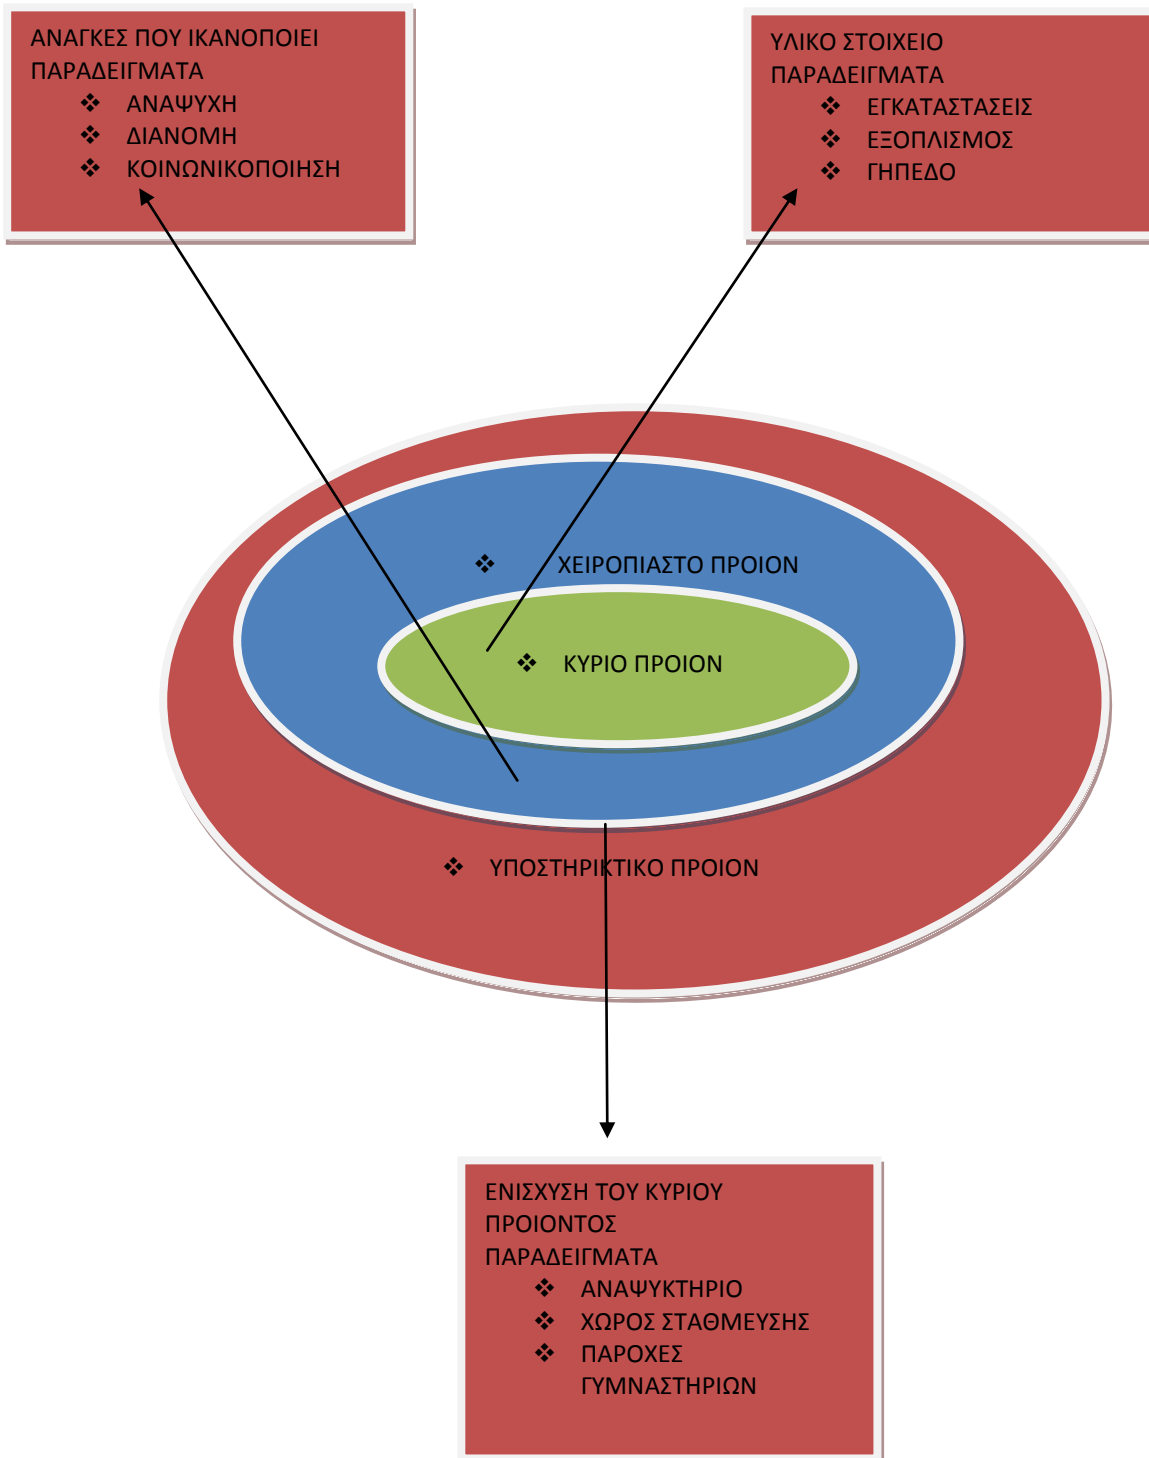 ΑΝΑΓΚΕΣ ΠΟΥ ΙΚΑΝΟΠΟΙΕΙ
ΠΑΡΑΔΕΙΓΜΑΤΑ
❖ ΑΝΑΨΥΧΗ
❖ ΔΙΑΝΟΜΗ
❖ ΚΟΙΝΩΝΙΚΟΠΟΙΗΣΗ
ΥΛΙΚΟ ΣΤΟΙΧΕΙΟ
ΠΑΡΑΔΕΙΓΜΑΤΑ
❖ ΕΓΚΑΤΑΣΤΑΣΕΙΣ
❖ ΕΞΟΠΛΙΣΜΟΣ
❖ ΓΗΠΕΔΟ
❖ ΧΕΙΡΟΠΙΑΣΤΟ ΠΡΟΙΟΝ
❖ ΚΥΡΙΟ ΠΡΟΙΟΝ
❖ ΥΠΟΣΤΗΡΙΚΤΙΚΟ ΠΡΟΙΟΝ
ΕΝΙΣΧΥΣΗ ΤΟΥ ΚΥΡΙΟΥ
ΠΡΟΙΟΝΤΟΣ
ΠΑΡΑΔΕΙΓΜΑΤΑ
❖ ΑΝΑΨΥΚΤΗΡΙΟ
❖ ΧΩΡΟΣ ΣΤΑΘΜΕΥΣΗΣ
❖ ΠΑΡΟΧΕΣ
ΓΥΜΝΑΣΤΗΡΙΩΝ